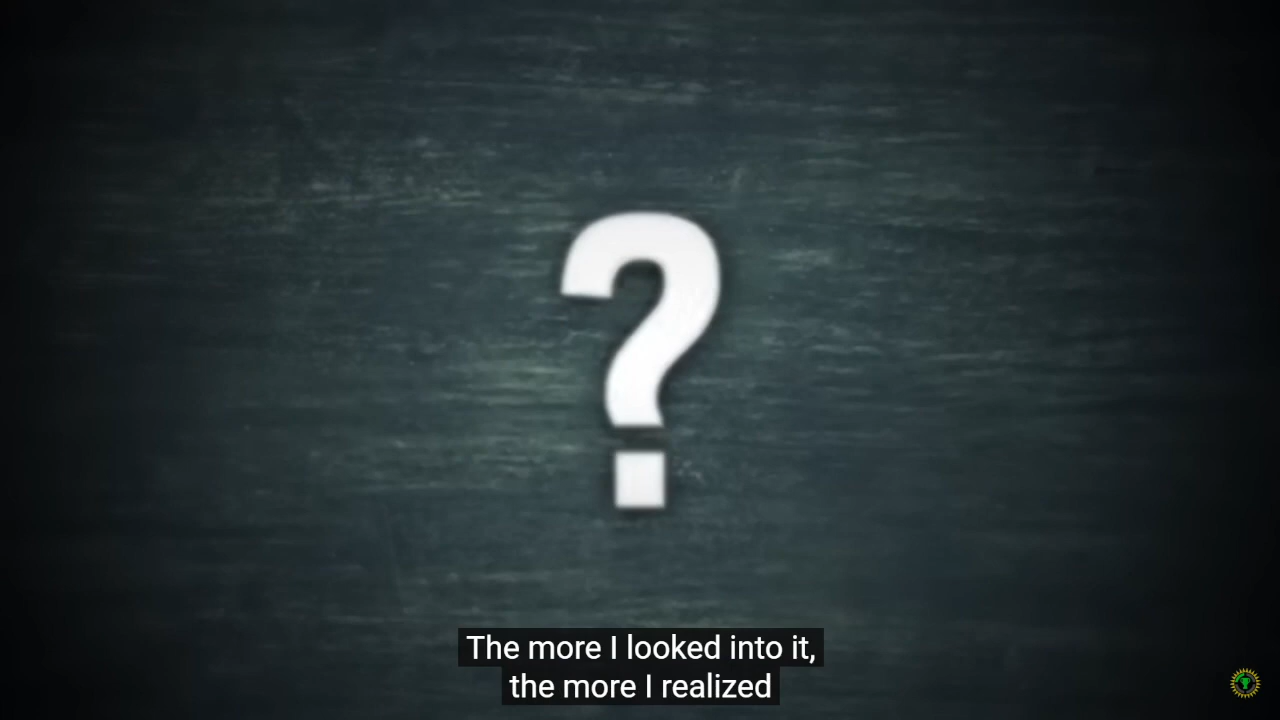 ?
The more I looked into it,
the more I realized